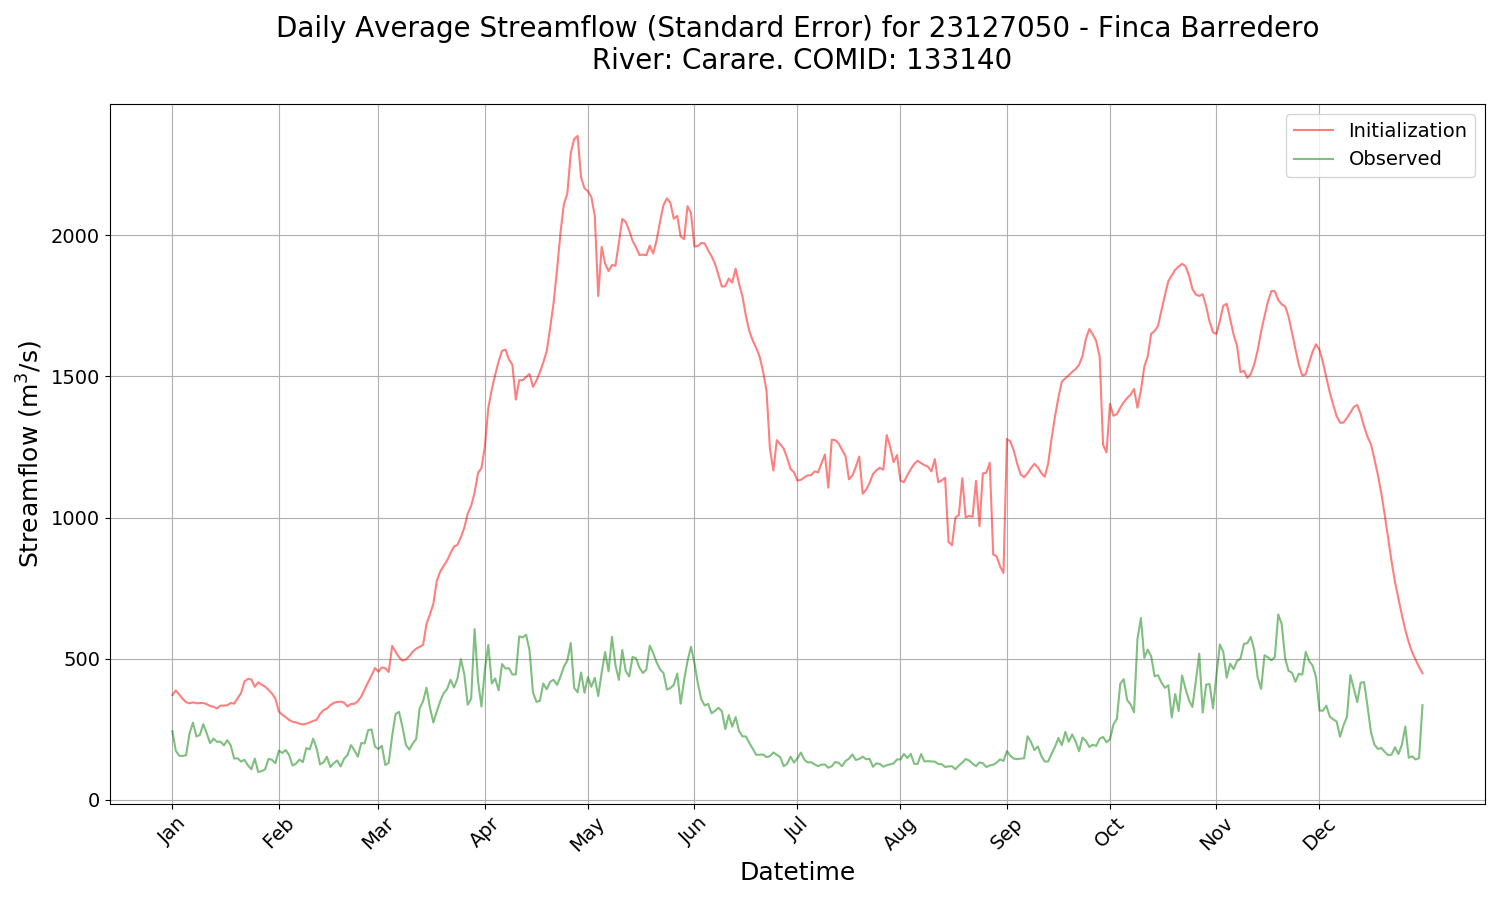 Daily Average Streamflow (Standard Error) for 23127050 - Finca Barredero
River: Carare. COMID: 133140
Initialization
Observed
Streamflow (m³/s)
2000
1500
1000
500
0
Jan Feb Mar Apr May Jun Jul Aug Sep Oct Nov Dec
Datetime